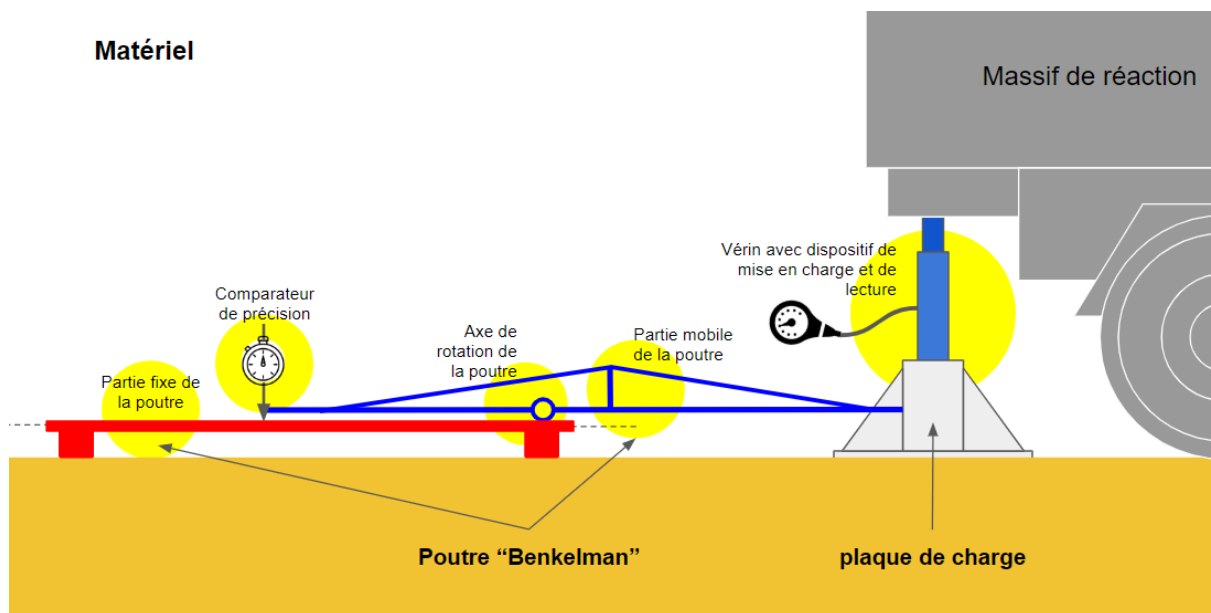 Matériel
Massif de réaction
Vérin avec dispositif de
mise en charge et de
lecture
Comparateur
de précision
Axe de
rotation de
la poutre
Partie mobile
de la poutre
Partie fixe de
la poutre
Poutre “Benkelman”
plaque de charge